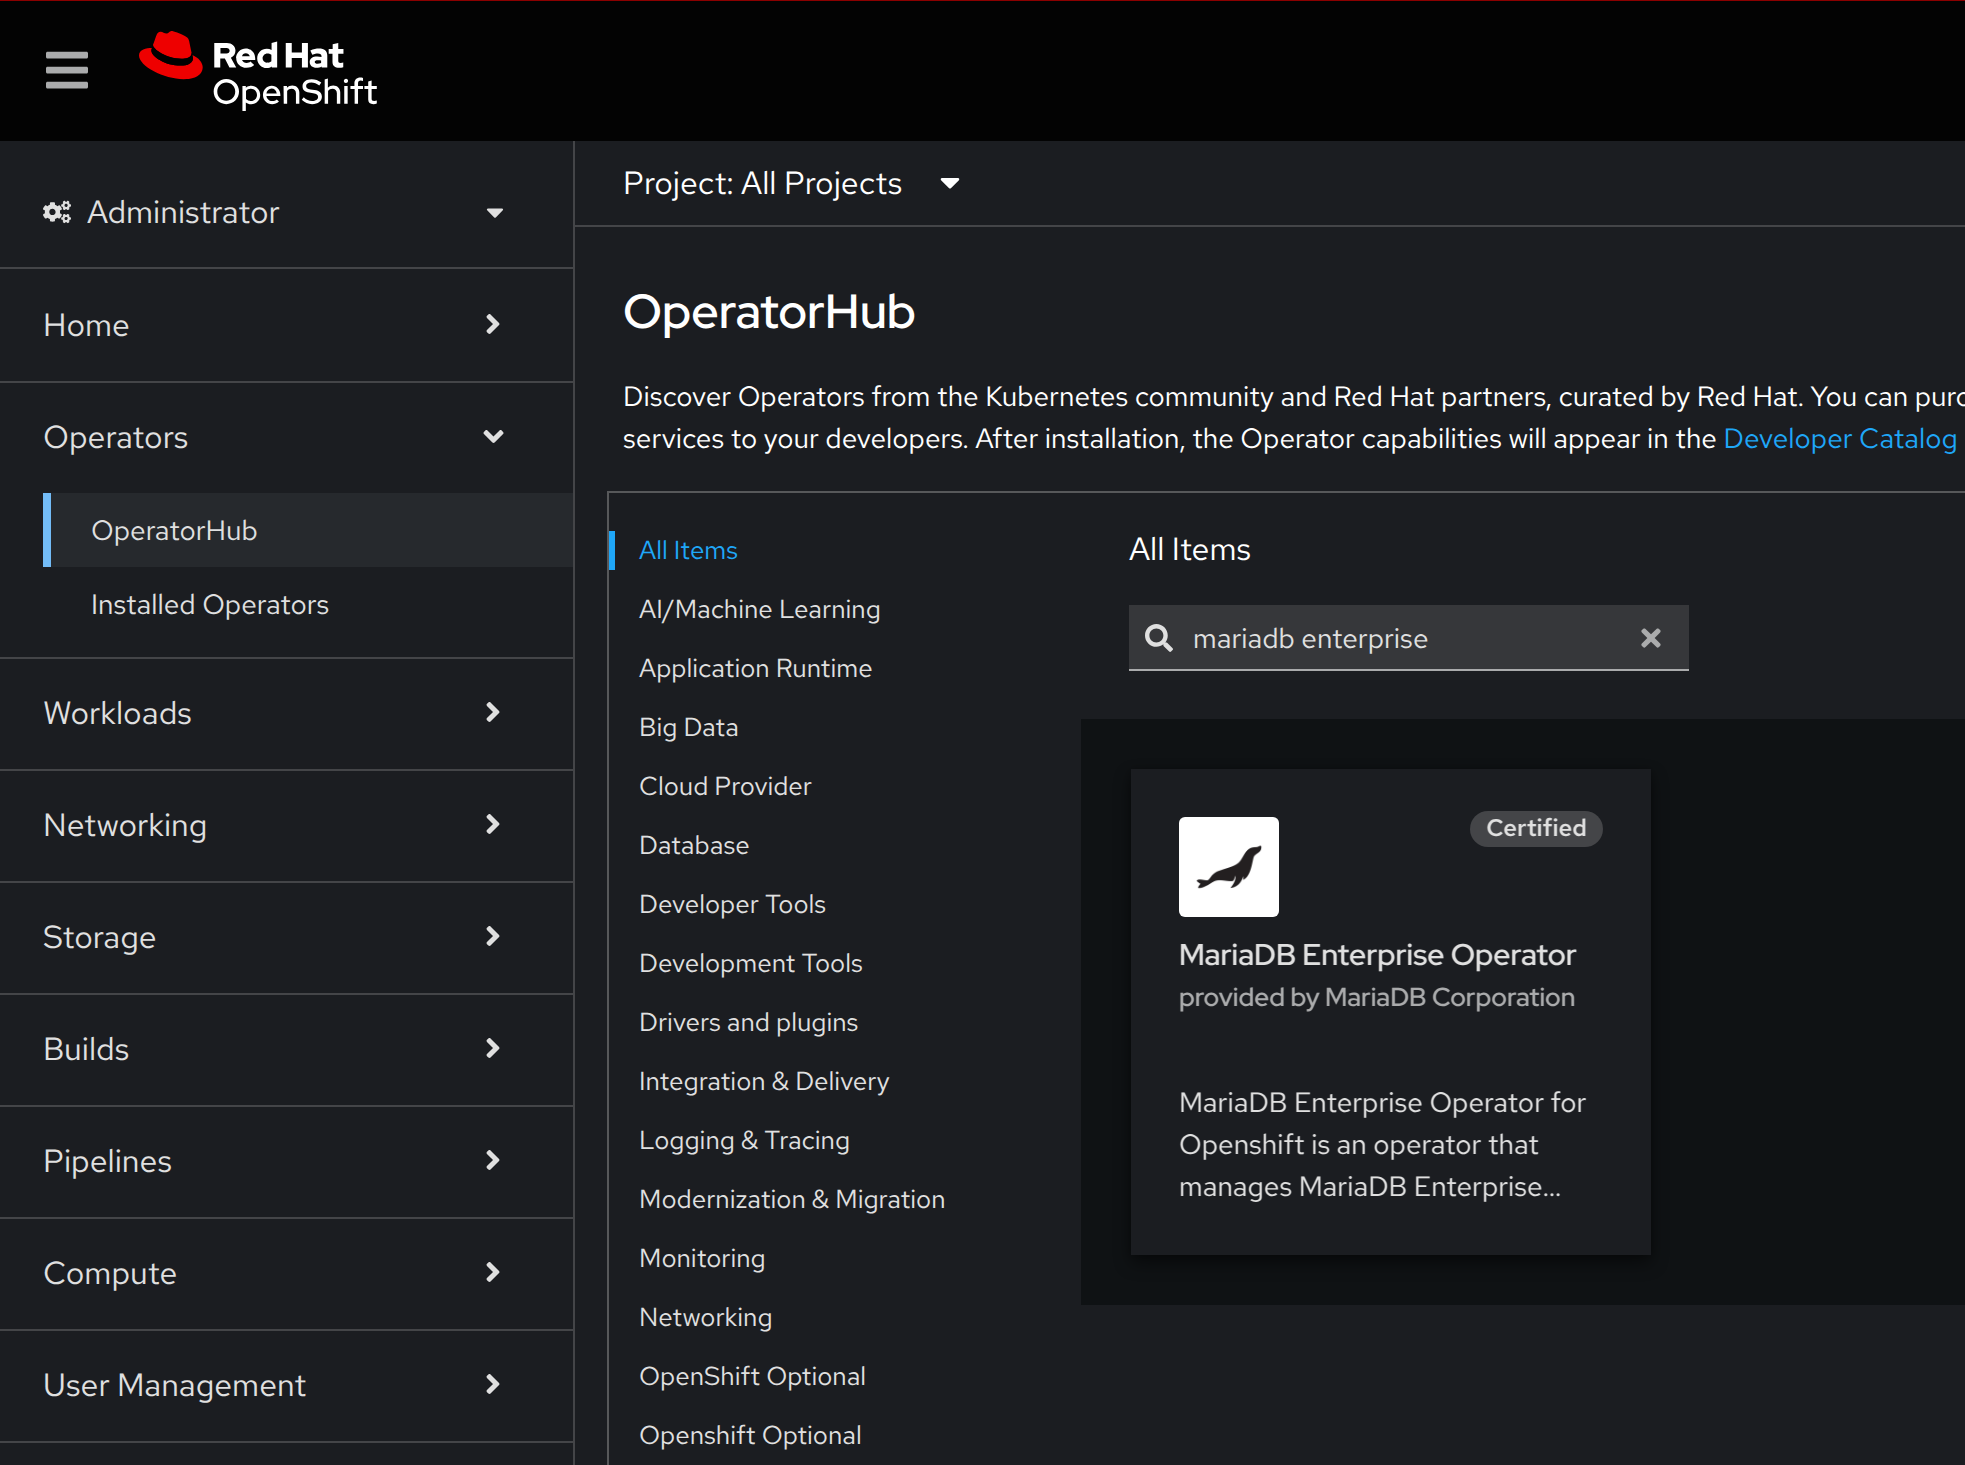 Red Hat
OpenShift
Administrator
Home
Operators
OperatorHub
Installed Operators
Workloads
Networking
Storage
Builds
Pipelines
Compute
User Management
Project: All Projects
OperatorHub
Discover Operators from the Kubernetes community and Red Hat partners, curated by Red Hat. You can
services to your developers. After installation, the Operator capabilities will appear in the Developer Catalog
All Items
AI/Machine Learning
Application Runtime
Big Data
Cloud Provider
Database
Developer Tools
Development Tools
Drivers and plugins
Integration & Delivery
Logging & Tracing
Modernization & Migration
Monitoring
Networking
OpenShift Optional
Openshift Optional
All Items
mariadb enterprise
Certified
MariaDB Enterprise Operator
provided by MariaDB Corporation
MariaDB Enterprise Operator for
Openshift is an operator that
manages MariaDB Enterprise...